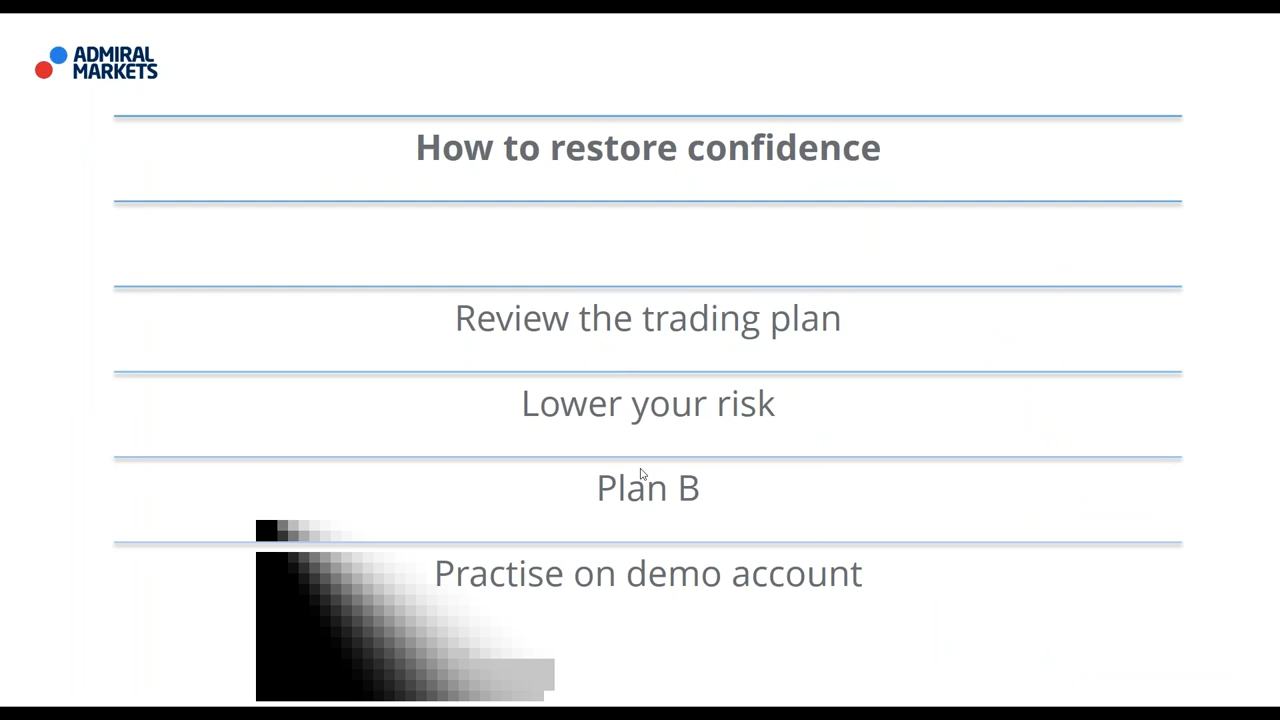 ADMIRAL
MARKETS
How to restore confidence
Review the trading plan
Lower your risk
Plan B
Practise on demo account